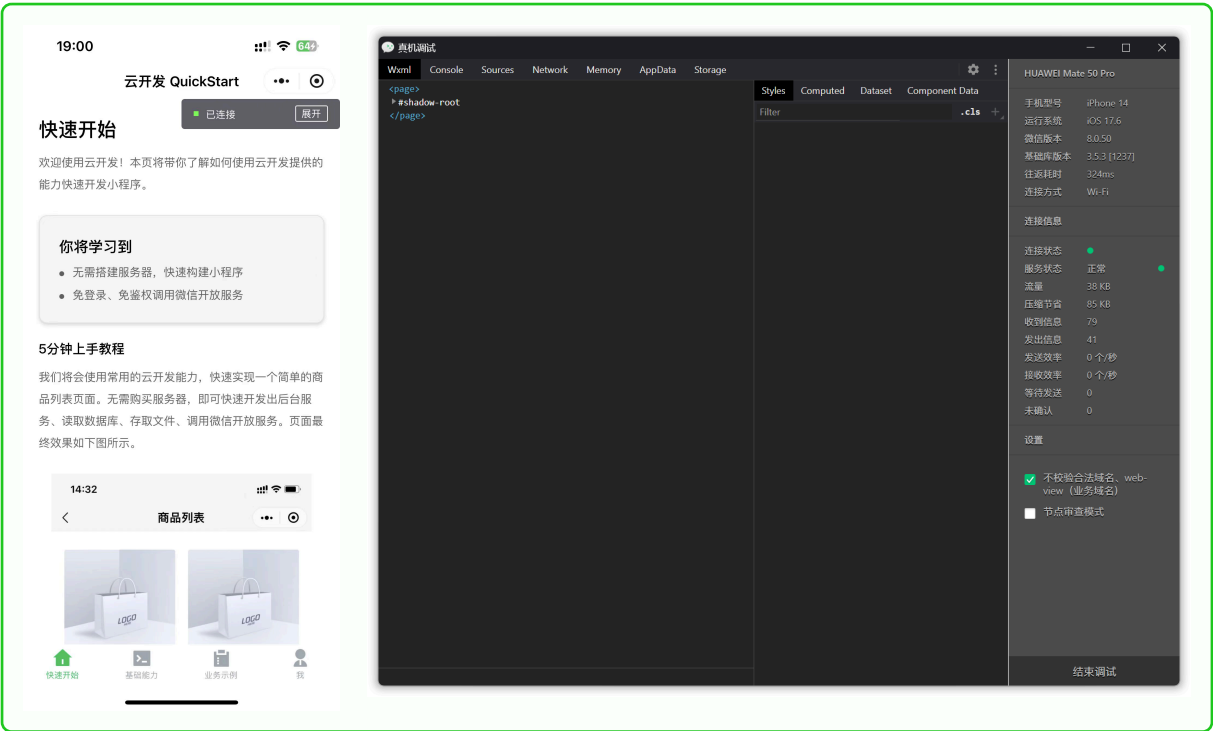 19:00
64
云开发 QuickStart
已连接
展开
快速开始
欢迎使用云开发！本页将带你了解如何使用云开发提供的
能力快速开发小程序。
你将学习到
无需搭建服务器，快速构建小程序
免登录、免鉴权调用微信开放服务
5分钟上手教程
我们将会使用常用的云开发能力，快速实现一个简单的商
品列表页面。无需购买服务器，即可快速开发出后台服
务、读取数据库、存取文件、调用微信开放服务。页面最
终效果如下图所示。
14:32
商品列表
LOGO
LOGO
快速开始
基础能力
业务示例
我
真机调试
Wxml Console Sources Network Memory AppData Storage
<page>
#shadow-root
</page>
Styles Computed Dataset Component Data
Filter .cls
HUAWEI Mate 50 Pro
手机型号 iPhone 14
运行系统 iOS 17.6
微信版本 8.0.50
基础库版本 3.5.3 [1237]
往返耗时 324ms
连接方式 Wi-Fi
连接信息
连接状态
服务状态 正常
流量 38 KB
压缩节省 85 KB
收到信息 79
发出信息 41
发送效率 0 个/秒
接收效率 0 个/秒
等待发送 0
未确认 0
设置
不校验合法域名、web-
view（业务域名）
节点审查模式
结束调试